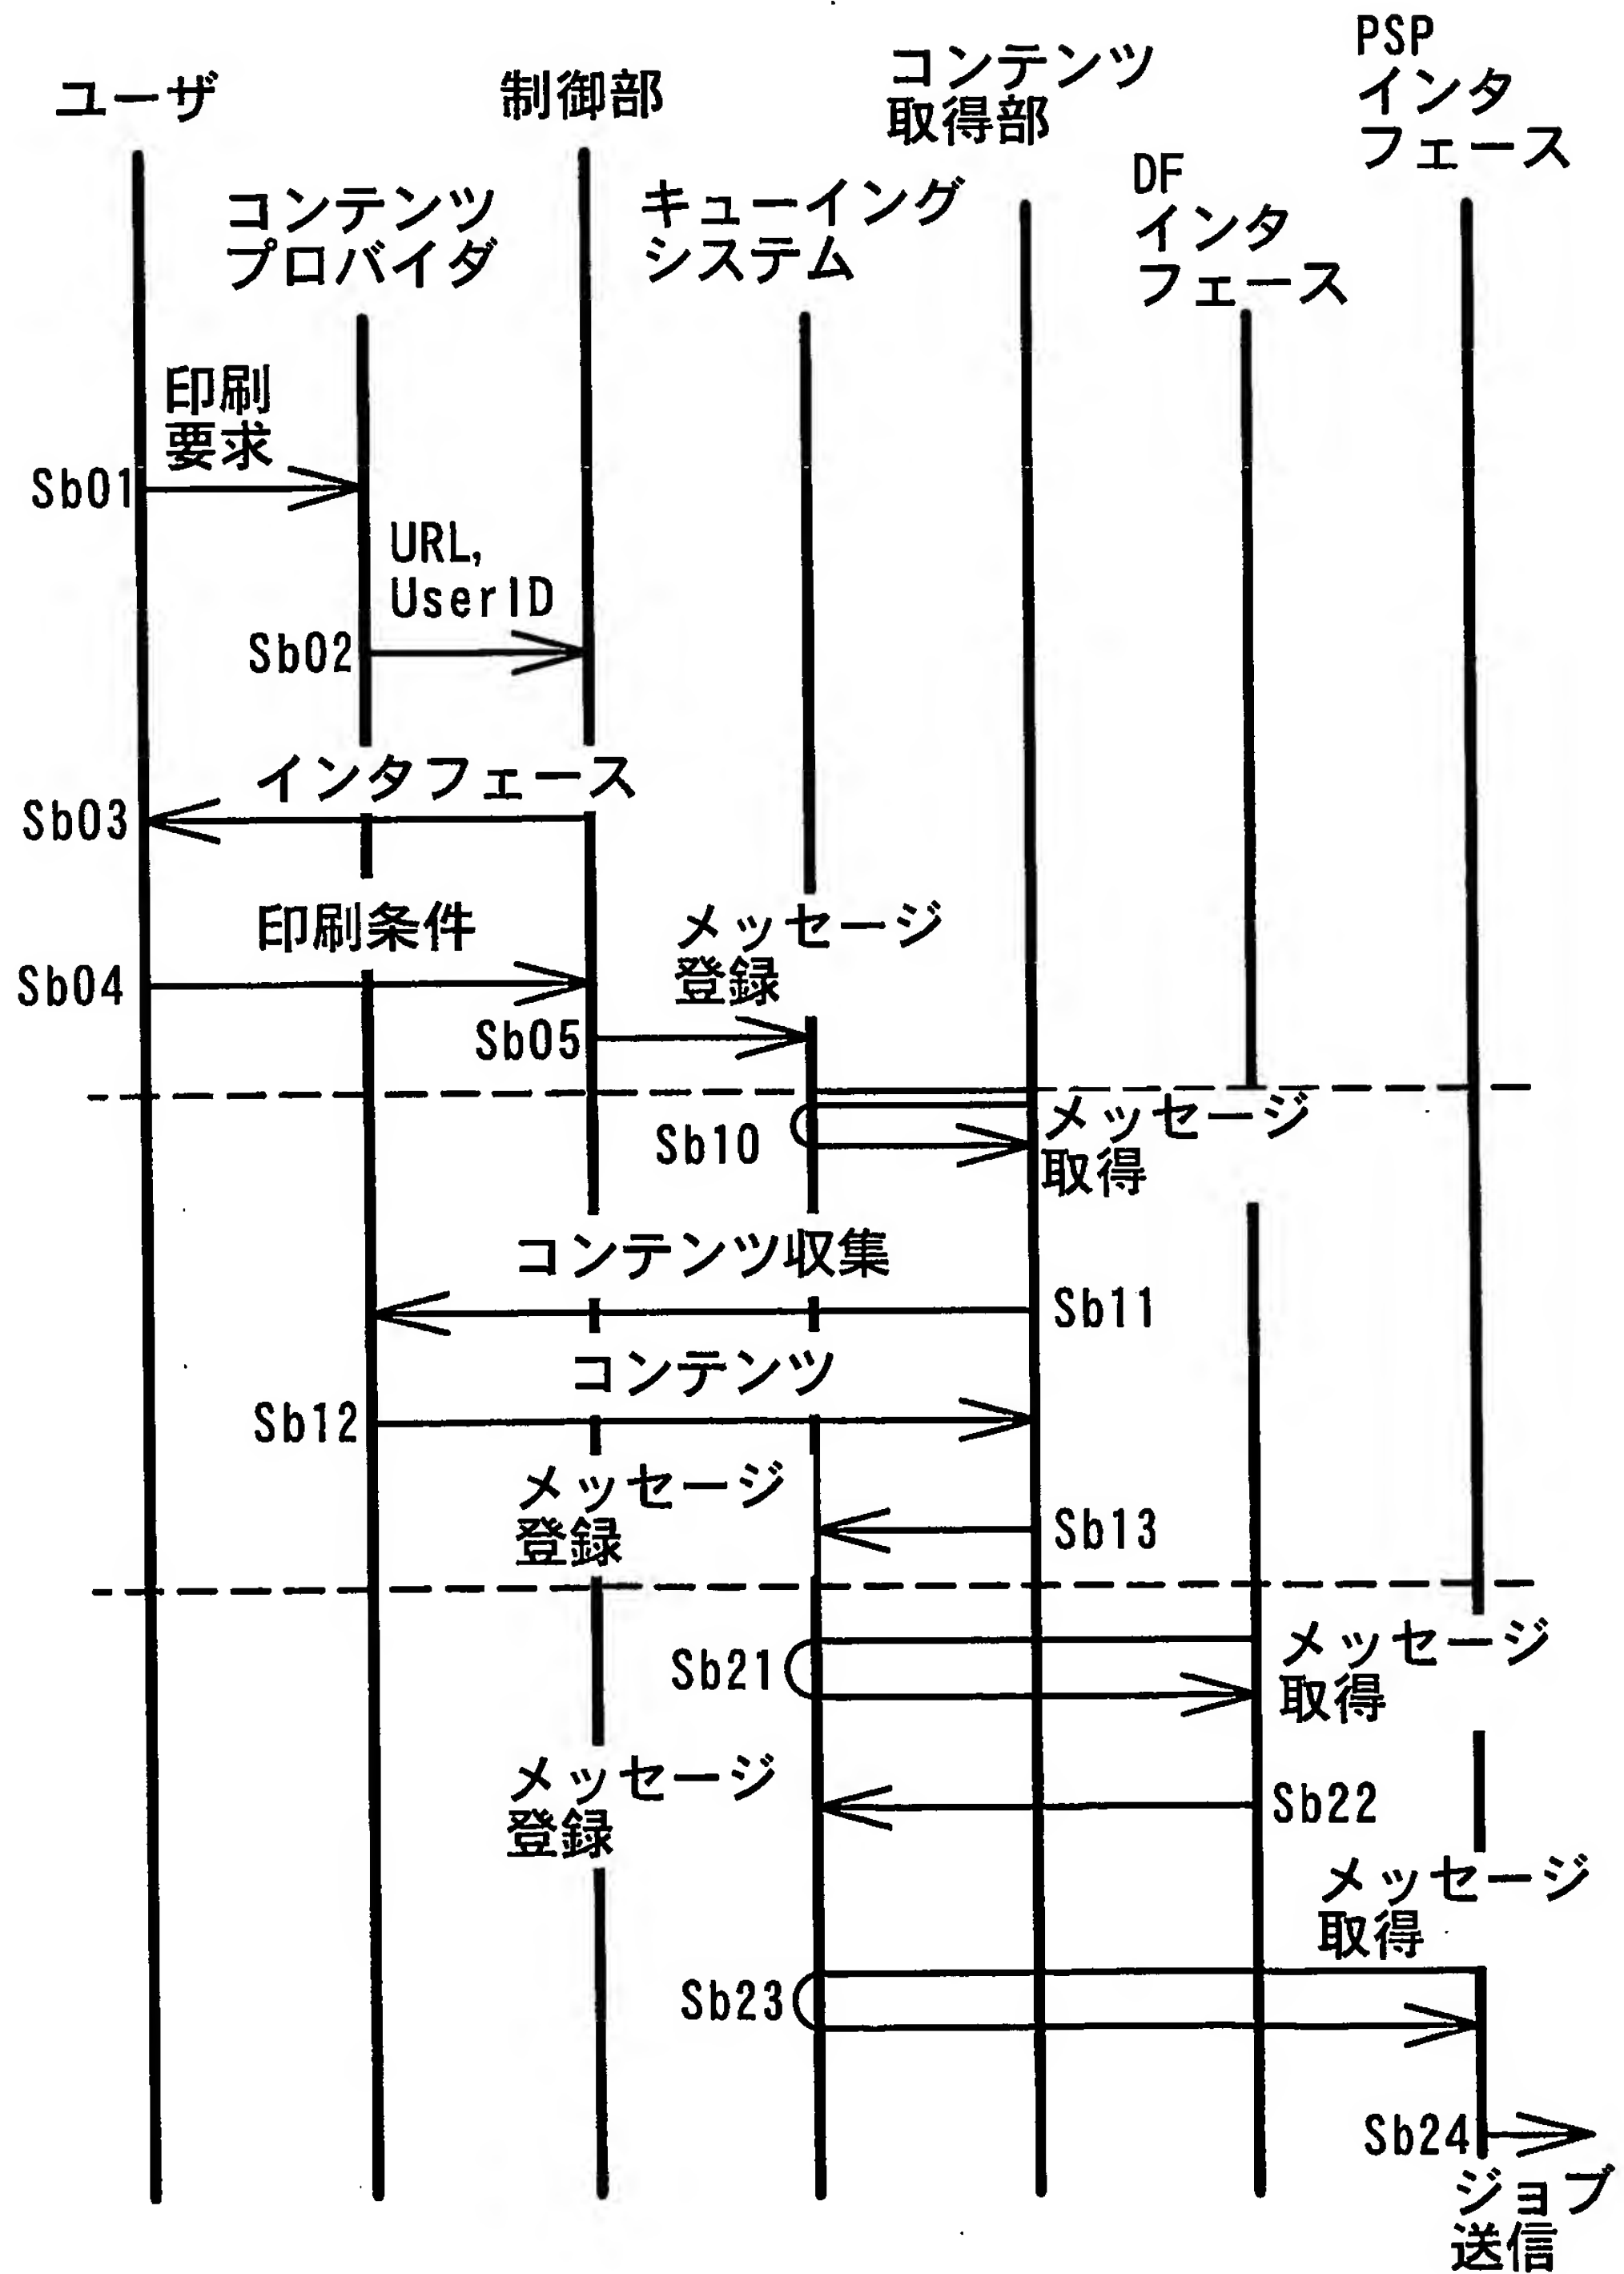 PSP
インタ
フェース
コンテンツ
取得部
ユーザ
制御部
DF
インタ
フェース
コンテンツ
プロバイダ
キューイング
システム
印刷
要求
Sb01
URL,
UserID
Sb02
インタフェース
Sb03
印刷条件
Sb04
メッセージ
登録
Sb05
Sb10
メッセージ
取得
コンテンツ収集
Sb11
コンテンツ
Sb12
メッセージ
登録
Sb13
Sb21
メッセージ
取得
メッセージ
登録
Sb22
メッセージ
取得
Sb23
Sb24
ジョブ
送信